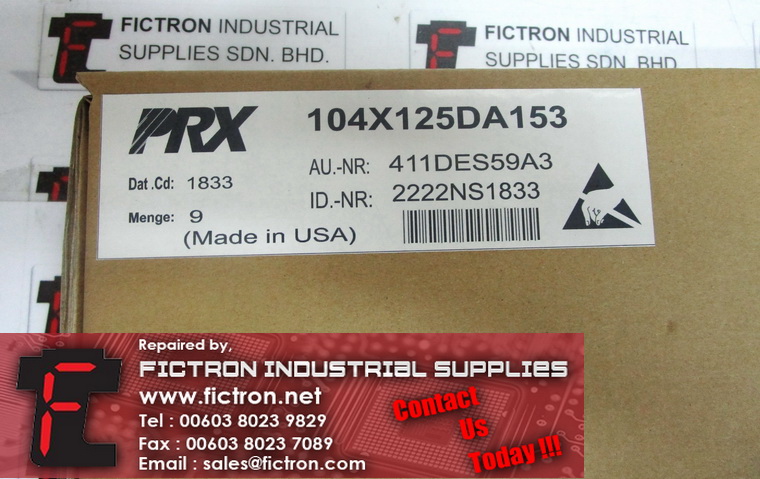 FICTRON INDUSTRIAL
SUPPLIES SDN. BHD.
FICTRON INDUSTRIAL
SUPPLIES SDN. BHD.
PRX
104X125DA153
Dat.Cd: 1833
AU.-NR: 411DES59A3
ID.-NR: 2222NS1833
Menge: 9
(Made in USA)
Repaired by,
FICTRON INDUSTRIAL SUPPLIES
www.fictron.net
Tel : 00603 8023 9829
Fax : 00603 8023 7089
Email : sales@fictron.com
Contact
Us
Today !!!